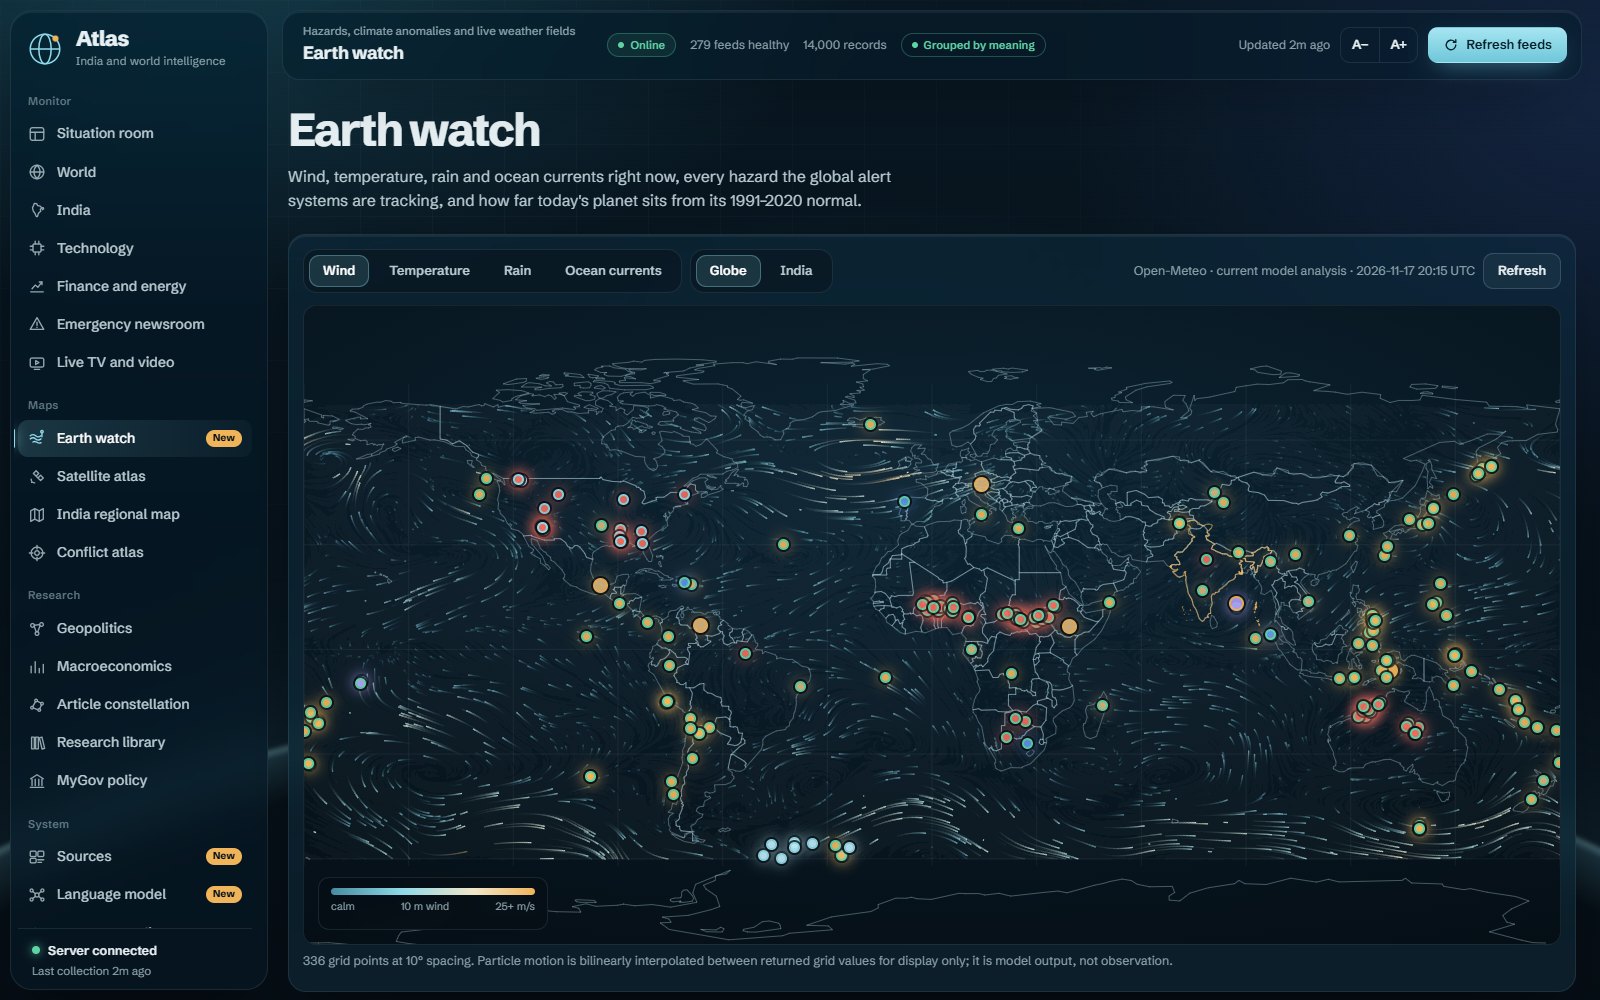 Atlas
India and world intelligence
Monitor
Situation room
World
India
Technology
Finance and energy
Emergency newsroom
Live TV and video
Maps
Earth watch
New
Satellite atlas
India regional map
Conflict atlas
Research
Geopolitics
Macroeconomics
Article constellation
Research library
MyGov policy
System
Sources
New
Language model
New
Server connected
Last collection 2m ago
Hazards, climate anomalies and live weather fields
Earth watch
Online
279 feeds healthy
14,000 records
Grouped by meaning
Updated 2m ago
A−
A+
Refresh feeds
Earth watch
Wind, temperature, rain and ocean currents right now, every hazard the global alert
systems are tracking, and how far today's planet sits from its 1991–2020 normal.
Wind
Temperature
Rain
Ocean currents
Globe
India
Open-Meteo · current model analysis · 2026-11-17 20:15 UTC
Refresh
calm
10 m wind
25+ m/s
336 grid points at 10° spacing. Particle motion is bilinearly interpolated between returned grid values for display only; it is model output, not observation.